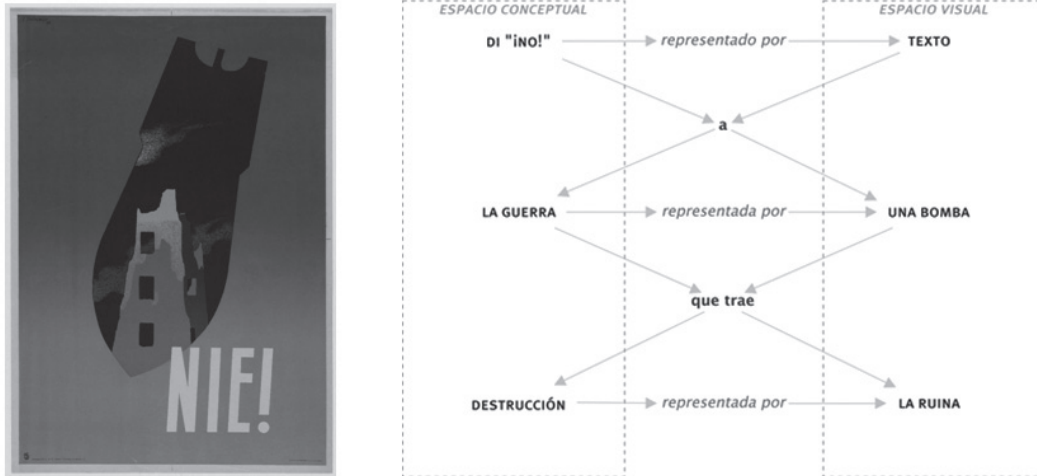 NIE!
ESPACIO CONCEPTUAL
ESPACIO VISUAL
DI "¡NO!"
representado por
TEXTO
a
LA GUERRA
representada por
UNA BOMBA
que trae
DESTRUCCIÓN
representada por
LA RUINA